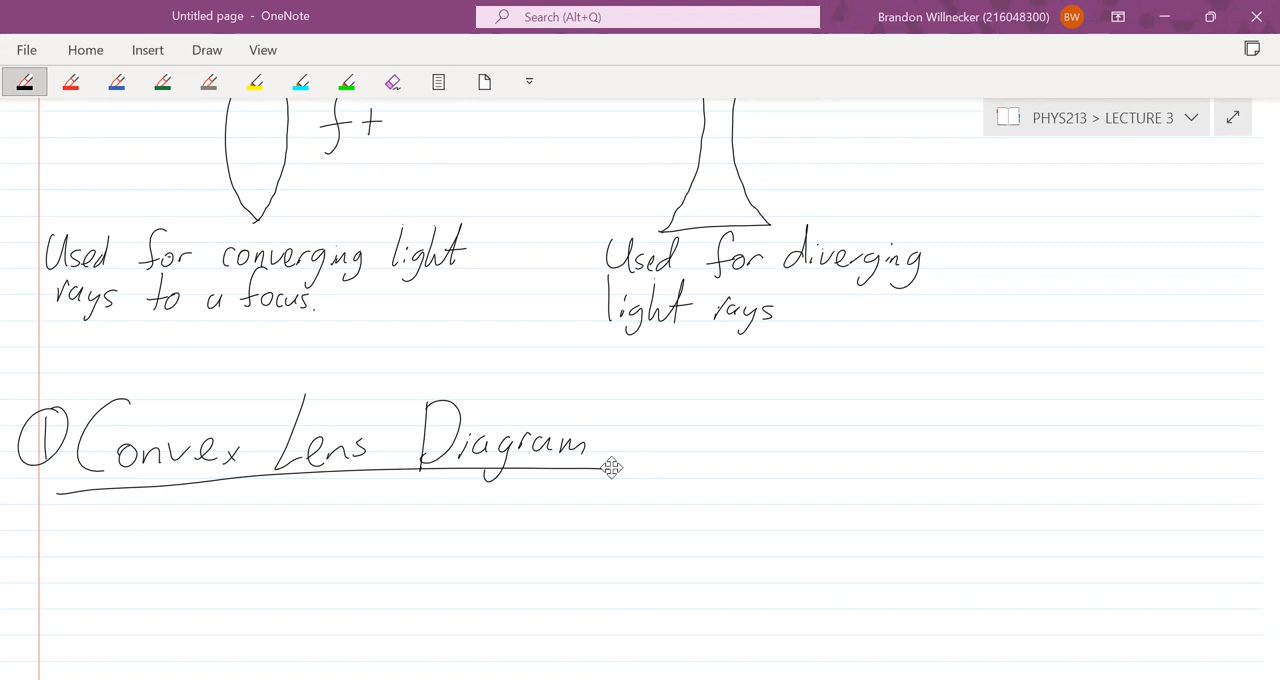 Untitled page - OneNote
Search (Alt+Q)
Brandon Willnecker (216048300)
BW
File Home Insert Draw View
PHYS213 > LECTURE 3
f +
Used for converging light
rays to a focus.
Used for diverging
light rays
① Convex Lens Diagram